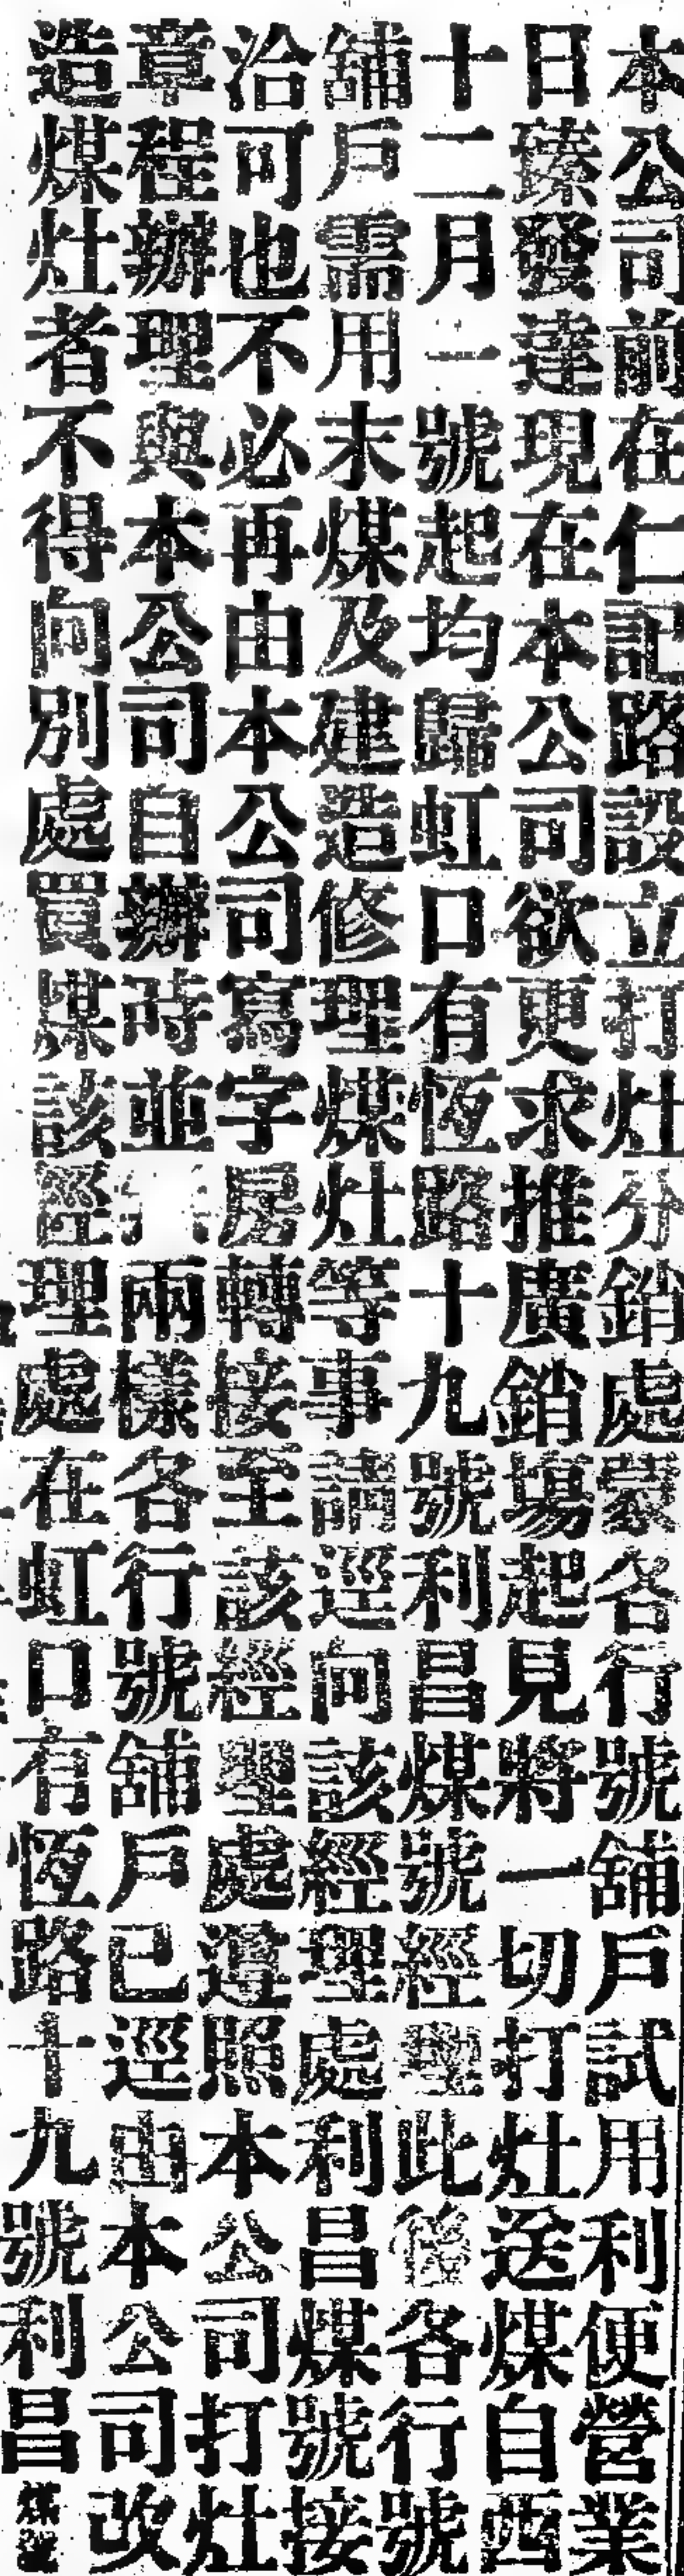 本公司前在仁記路設立打灶分銷處蒙各行號舖戶試用利便營業
日臻發達現在本公司欲更求推廣銷塲起見將一切打灶送煤自西
十二月一號起均歸虹口有恆路十九號利昌煤號經理此後各行號
舖戶需用末煤及建造修理煤灶等事請逕向該經理處利昌煤號接
洽可也不必再由本公司寫字房轉接至該經理處遵照本公司打灶
章程辦理與本公司自辦時並兩樣各行號舖戶已逕由本公司改
造煤灶者不得向別處買煤該經理處在虹口有恆路十九號利昌煤號